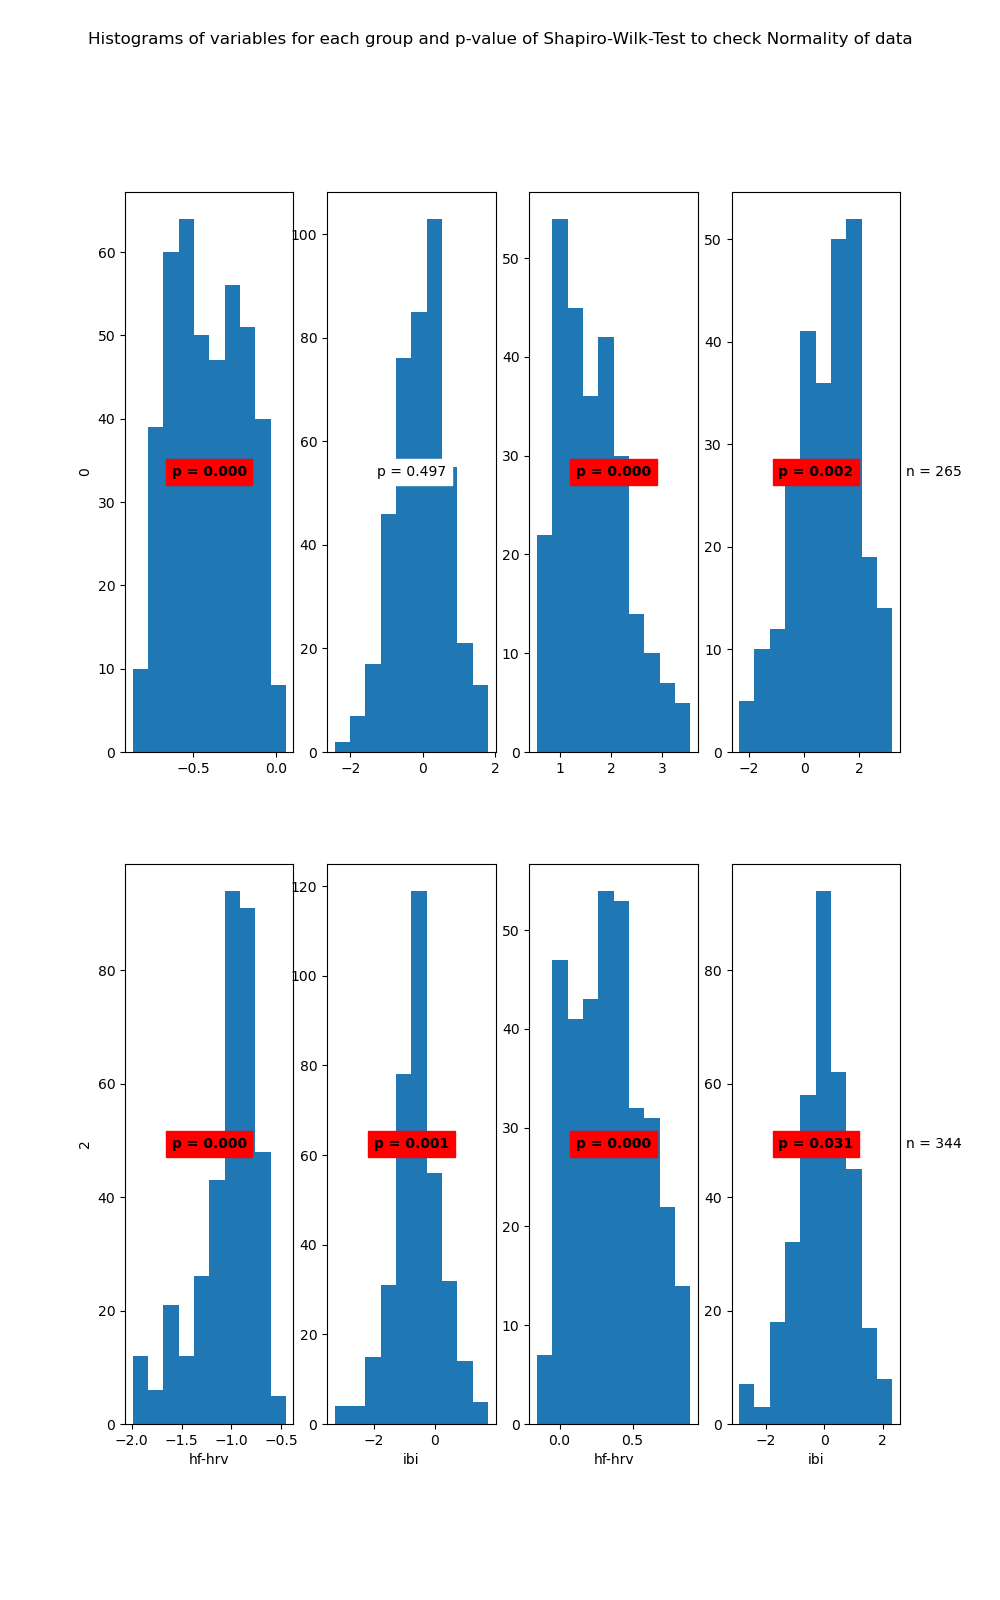 Histograms of variables for each group and p-value of Shapiro-Wilk-Test to check Normality of data
0
60
50
40
30
20
10
0
p = 0.000
−0.5 0.0
100
80
60
40
20
0
p = 0.497
−2 0 2
50
40
30
20
10
0
p = 0.000
1 2 3
50
40
30
20
10
0
p = 0.002
−2 0 2
n = 265
2
80
60
40
20
0
p = 0.000
−2.0 −1.5 −1.0 −0.5
hf-hrv
120
100
80
60
40
20
0
p = 0.001
−2 0
ibi
50
40
30
20
10
0
p = 0.000
0.0 0.5
hf-hrv
80
60
40
20
0
p = 0.031
−2 0 2
ibi
n = 344